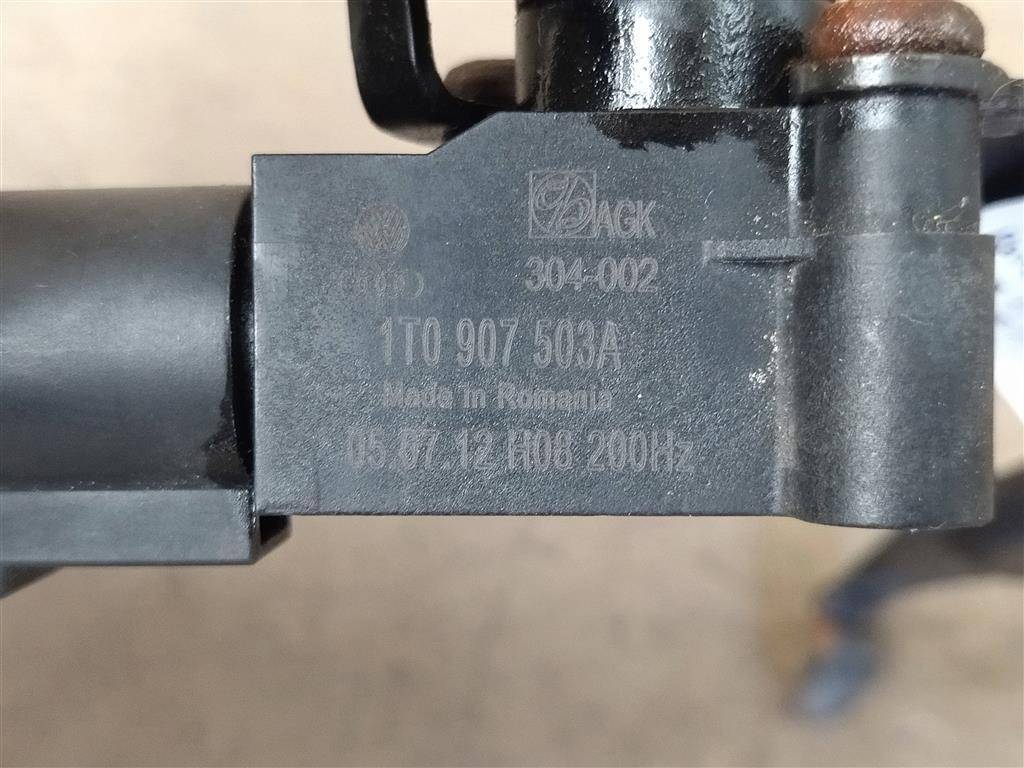 AGK
304-002
1T0 907 503A
Made in Romania
05.07.12 H08 200Hz